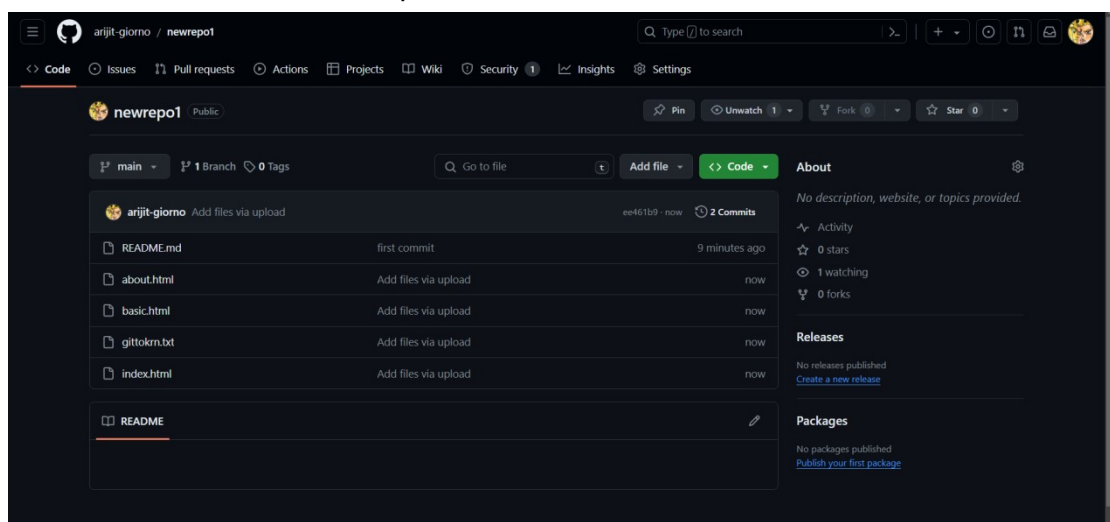 arijit-giorno / newrepo1
Type / to search
Code Issues Pull requests Actions Projects Wiki Security 1 Insights Settings
newrepo1 Public
Pin Unwatch 1 Fork 0 Star 0
main 1 Branch 0 Tags Go to file t Add file Code
arijit-giorno Add files via upload ee461b9 · now 2 Commits
README.md first commit 9 minutes ago
about.html Add files via upload now
basic.html Add files via upload now
gittokrn.txt Add files via upload now
index.html Add files via upload now
README
About
No description, website, or topics provided.
Activity
0 stars
1 watching
0 forks
Releases
No releases published
Create a new release
Packages
No packages published
Publish your first package